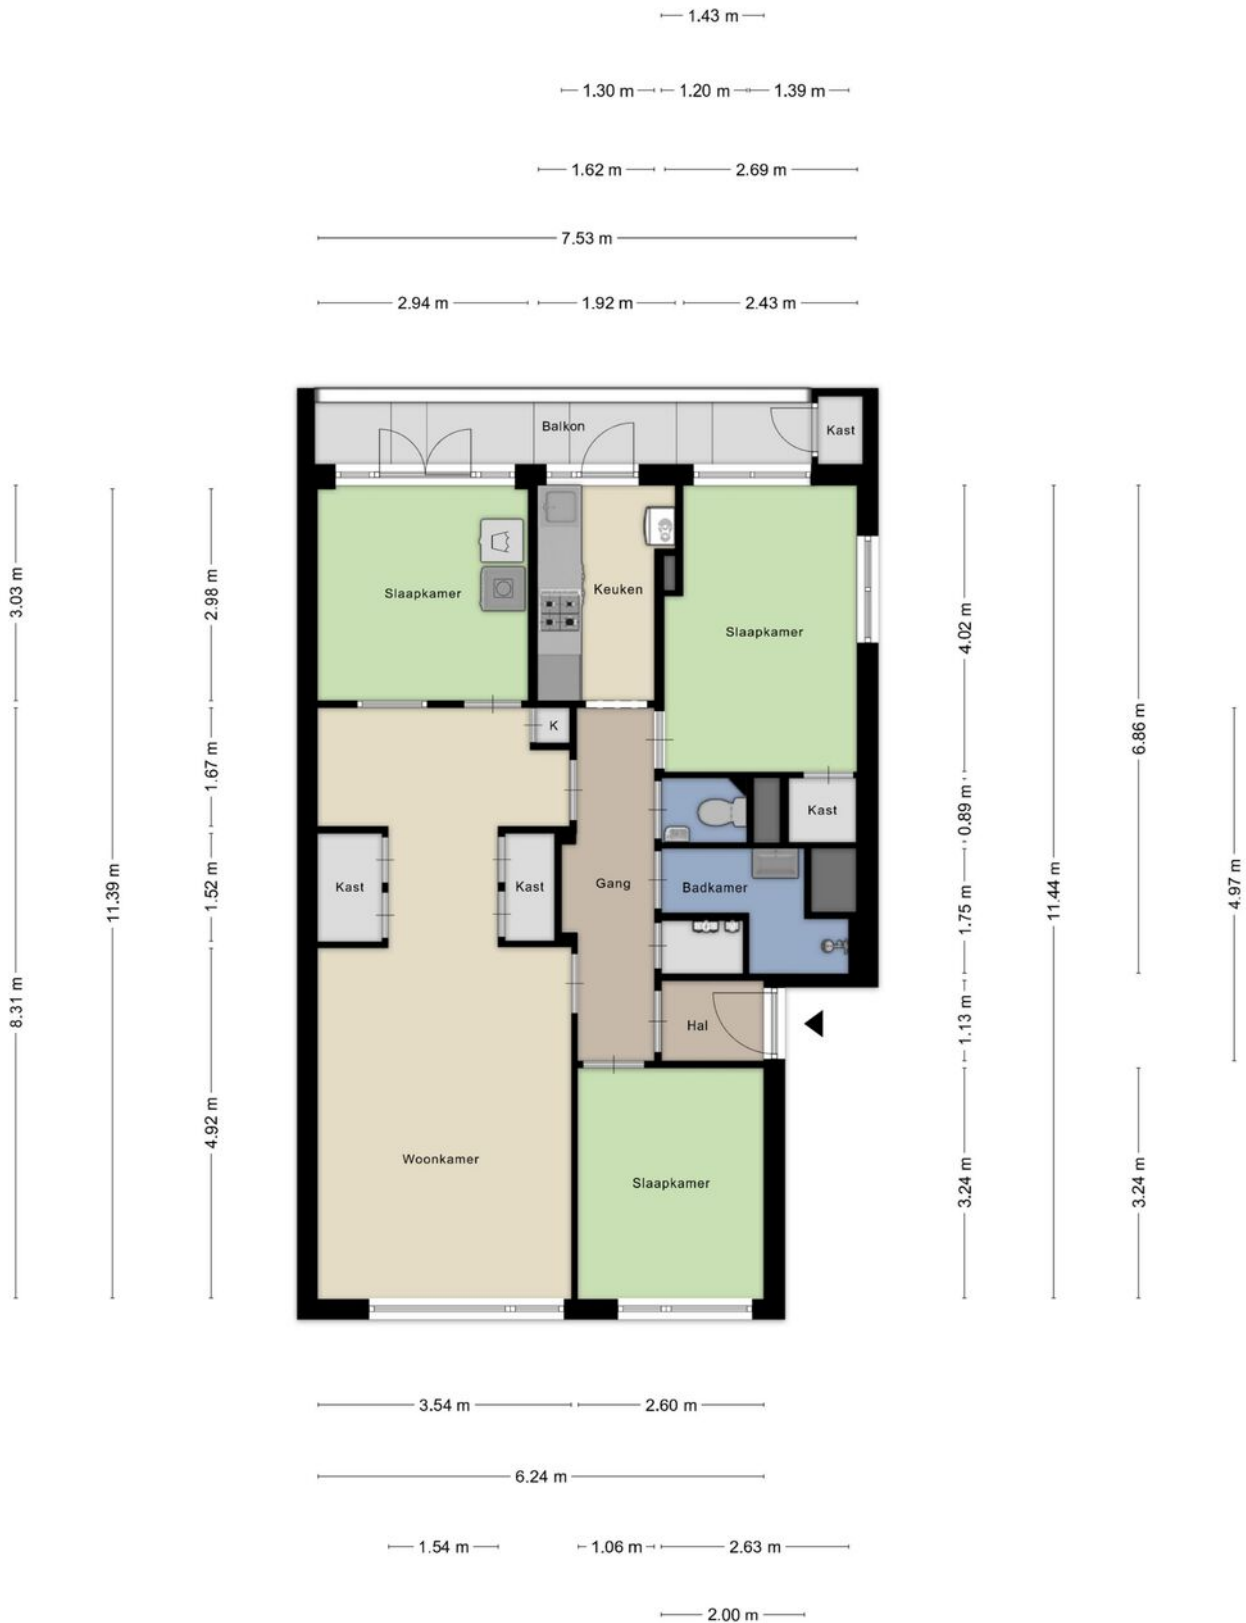 1.43 m
1.30 m
1.20 m
1.39 m
1.62 m
2.69 m
7.53 m
2.94 m
1.92 m
2.43 m
Balkon
Kast
3.03 m
2.98 m
Slaapkamer
Keuken
Slaapkamer
4.02 m
6.86 m
K
1.67 m
Kast
0.89 m
11.39 m
1.52 m
Kast
Kast
Gang
Badkamer
1.75 m
11.44 m
4.97 m
8.31 m
Hal
1.13 m
4.92 m
Woonkamer
Slaapkamer
3.24 m
3.24 m
3.54 m
2.60 m
6.24 m
1.54 m
1.06 m
2.63 m
2.00 m